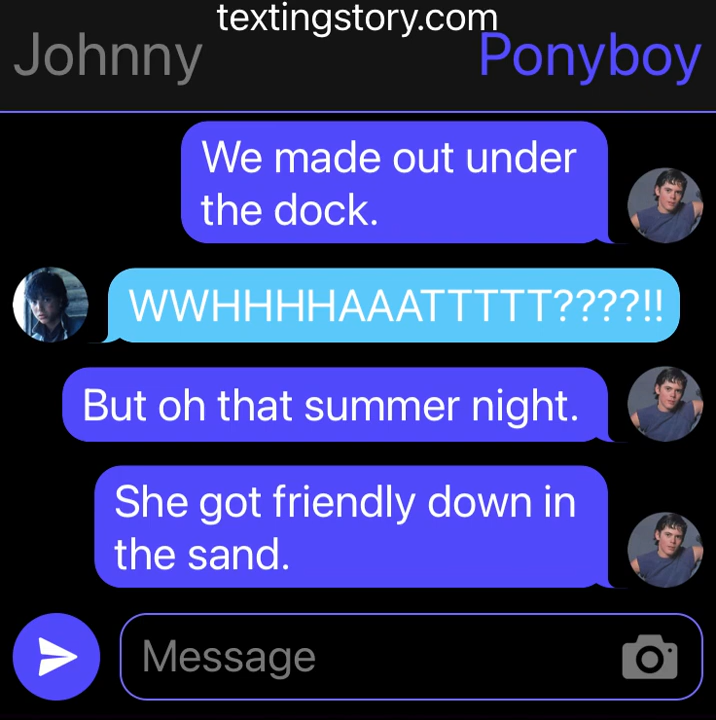 textingstory.com
Johnny
Ponyboy
We made out under
the dock.
WWHHHHAAATTTTT????!!
But oh that summer night.
She got friendly down in
the sand.
Message